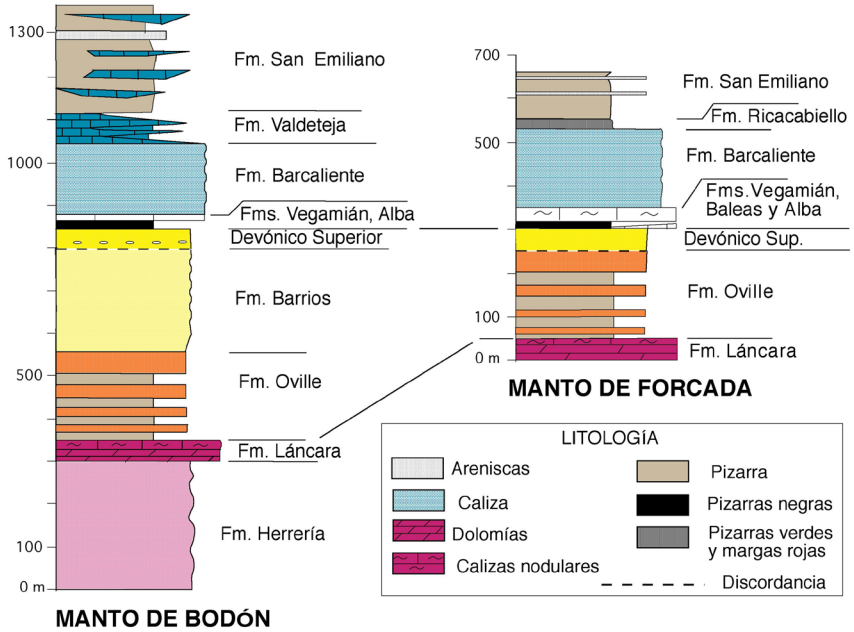 1300
1000
500
100
0 m
Fm. San Emiliano
Fm. Valdeteja
Fm. Barcaliente
Fms. Vegamián, Alba
Devónico Superior
Fm. Barrios
Fm. Oville
Fm. Láncara
Fm. Herrería
MANTO DE BODÓN
700
500
100
0 m
Fm. San Emiliano
Fm. Ricacabiello
Fm. Barcaliente
Fms. Vegamián,
Baleas y Alba
Devónico Sup.
Fm. Oville
Fm. Láncara
MANTO DE FORCADA
LITOLOGÍA
Areniscas
Caliza
Dolomías
Calizas nodulares
Pizarra
Pizarras negras
Pizarras verdes
y margas rojas
Discordancia